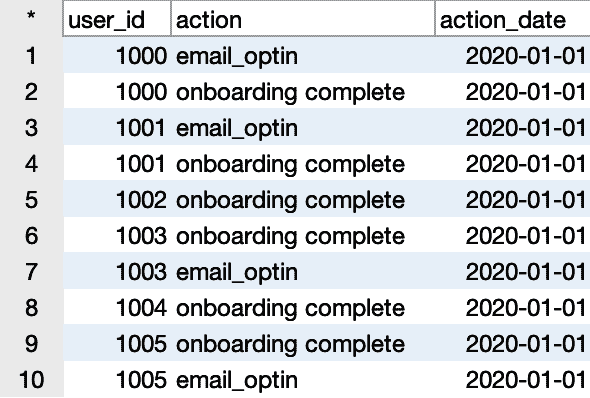 * user_id action action_date
1 1000 email_optin 2020-01-01
2 1000 onboarding complete 2020-01-01
3 1001 email_optin 2020-01-01
4 1001 onboarding complete 2020-01-01
5 1002 onboarding complete 2020-01-01
6 1003 onboarding complete 2020-01-01
7 1003 email_optin 2020-01-01
8 1004 onboarding complete 2020-01-01
9 1005 onboarding complete 2020-01-01
10 1005 email_optin 2020-01-01